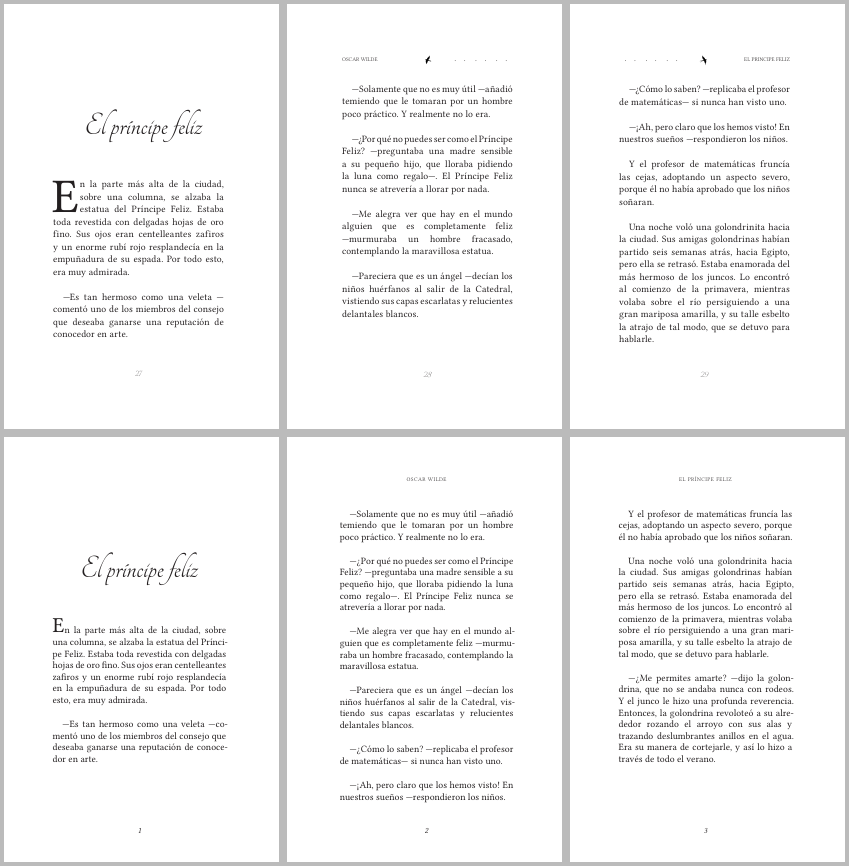 El príncipe feliz
En la parte más alta de la ciudad,
sobre una columna, se alzaba la
estatua del Príncipe Feliz. Estaba
toda revestida con delgadas hojas de oro
fino. Sus ojos eran centelleantes zafiros
y un enorme rubí rojo resplandecía en la
empuñadura de su espada. Por todo esto,
era muy admirada.
—Es tan hermoso como una veleta —
comentó uno de los miembros del consejo
que deseaba ganarse una reputación de
conocedor en arte.
27
OSCAR WILDE
—Solamente que no es muy útil —añadió
temiendo que le tomaran por un hombre
poco práctico. Y realmente no lo era.
—¿Por qué no puedes ser como el Príncipe
Feliz? —preguntaba una madre sensible
a su pequeño hijo, que lloraba pidiendo
la luna como regalo—. El Príncipe Feliz
nunca se atrevería a llorar por nada.
—Me alegra ver que hay en el mundo
alguien que es completamente feliz
—murmuraba un hombre fracasado,
contemplando la maravillosa estatua.
—Pareciera que es un ángel —decían los
niños huérfanos al salir de la Catedral,
vistiendo sus capas escarlatas y relucientes
delantales blancos.
28
EL PRÍNCIPE FELIZ
—¿Cómo lo saben? —replicaba el profesor
de matemáticas— si nunca han visto uno.
—¡Ah, pero claro que los hemos visto! En
nuestros sueños —respondieron los niños.
Y el profesor de matemáticas fruncía
las cejas, adoptando un aspecto severo,
porque él no había aprobado que los niños
soñaran.
Una noche voló una golondrina hacia
la ciudad. Sus amigas golondrinas habían
partido seis semanas atrás, hacia Egipto,
pero ella se retrasó. Estaba enamorada del
más hermoso de los juncos. Lo encontró
al comienzo de la primavera, mientras
volaba sobre el río persiguiendo a una
gran mariposa amarilla, y su talle esbelto
la atrajo de tal modo, que se detuvo para
hablarle.
29
El príncipe feliz
En la parte más alta de la ciudad, sobre
una columna, se alzaba la estatua del Prínci-
pe Feliz. Estaba toda revestida con delgadas
hojas de oro fino. Sus ojos eran centelleantes
zafiros y un enorme rubí rojo resplandecía
en la empuñadura de su espada. Por todo
esto, era muy admirada.
—Es tan hermoso como una veleta —co-
mentó uno de los miembros del consejo que
deseaba ganarse una reputación de conoce-
dor en arte.
1
OSCAR WILDE
—Solamente que no es muy útil —añadió
temiendo que le tomaran por un hombre
poco práctico. Y realmente no lo era.
—¿Por qué no puedes ser como el Príncipe
Feliz? —preguntaba una madre sensible a su
pequeño hijo, que lloraba pidiendo la luna
como regalo—. El Príncipe Feliz nunca se
atrevería a llorar por nada.
—Me alegra ver que hay en el mundo al-
guien que es completamente feliz —murmu-
raba un hombre fracasado, contemplando la
maravillosa estatua.
—Pareciera que es un ángel —decían los
niños huérfanos al salir de la Catedral, vis-
tiendo sus capas escarlatas y relucientes
delantales blancos.
—¿Cómo lo saben? —replicaba el profesor
de matemáticas— si nunca han visto uno.
—¡Ah, pero claro que los hemos visto! En
nuestros sueños —respondieron los niños.
2
EL PRÍNCIPE FELIZ
Y el profesor de matemáticas fruncía las
cejas, adoptando un aspecto severo, porque
él no había aprobado que los niños soñaran.
Una noche voló una golondrinita hacia
la ciudad. Sus amigas golondrinas habían
partido seis semanas atrás, hacia Egipto,
pero ella se retrasó. Estaba enamorada del
más hermoso de los juncos. Lo encontró al
comienzo de la primavera, mientras volaba
sobre el río persiguiendo a una gran mari-
posa amarilla, y su talle esbelto la atrajo de
tal modo, que se detuvo para hablarle.
—¿Me permites amarte? —dijo la golon-
drina, que no se andaba nunca con rodeos.
Y el junco le hizo una profunda reverencia.
Entonces, la golondrina revoloteó a su alre-
dedor rozando el arroyo con sus alas y
trazando deslumbrantes anillos en el agua.
Era su manera de cortejarle, y así lo hizo a
través de todo el verano.
3